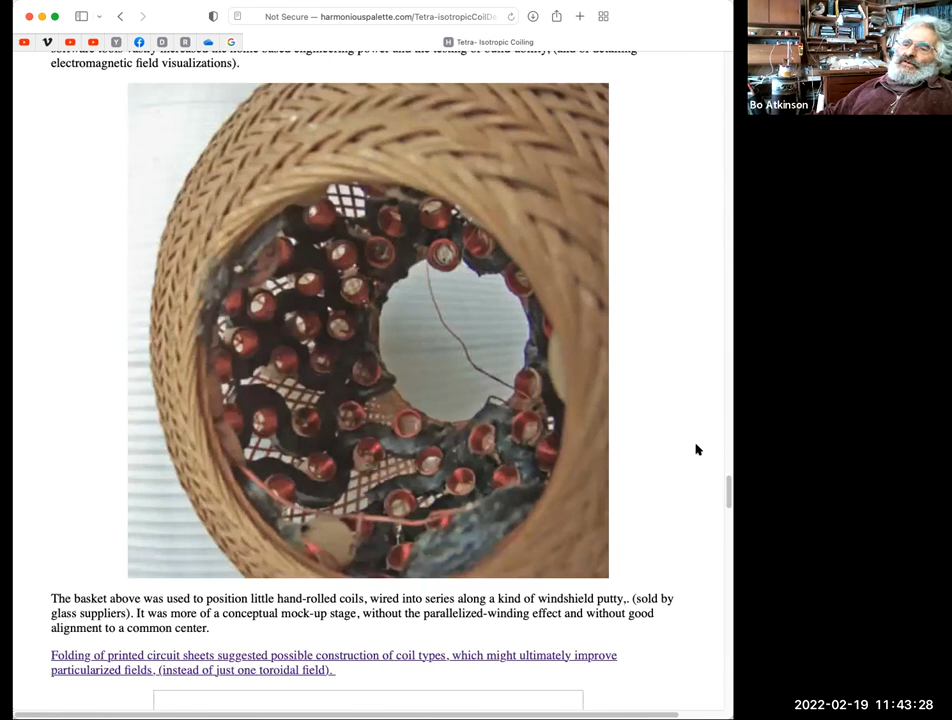 Not Secure — harmoniouspalette.com/Tetra-isotropicCoilDe
Tetra- Isotropic Coiling
electromagnetic field visualizations).
Bo Atkinson
The basket above was used to position little hand-rolled coils, wired into series along a kind of windshield putty,. (sold by
glass suppliers). It was more of a conceptual mock-up stage, without the parallelized-winding effect and without good
alignment to a common center.
Folding of printed circuit sheets suggested possible construction of coil types, which might ultimately improve
particularized fields, (instead of just one toroidal field).
2022-02-19 11:43:28